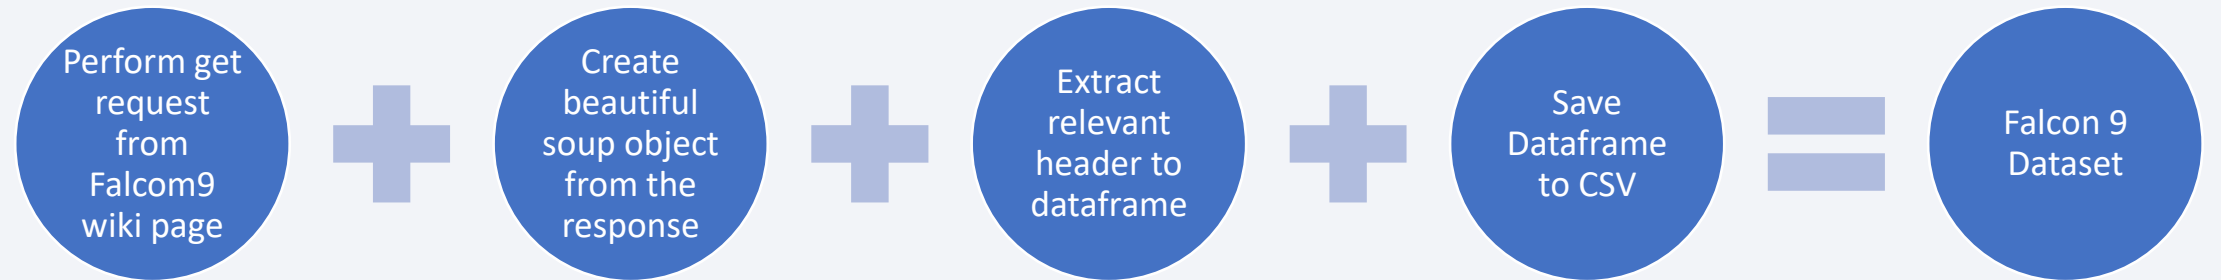 Perform get
request
from
Falcom9
wiki page
Create
beautiful
soup object
from the
response
Extract
relevant
header to
dataframe
Save
Dataframe
to CSV
Falcon 9
Dataset